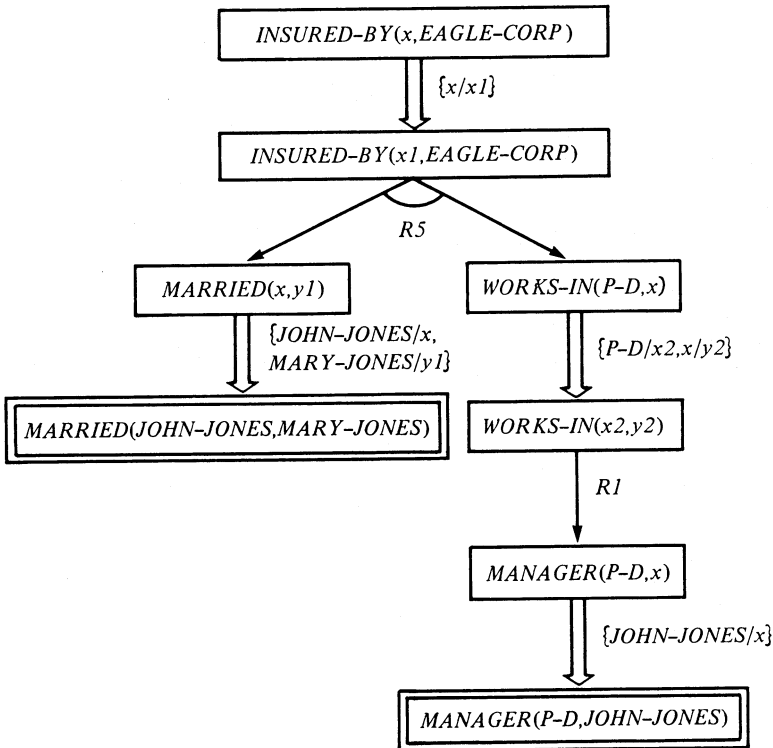 INSURED-BY(x,EAGLE-CORP)
{x/x1}
INSURED-BY(x1,EAGLE-CORP)
R5
MARRIED(x,y1)
WORKS-IN(P-D,x)
{JOHN-JONES/x,
MARY-JONES/y1}
{P-D/x2,x/y2}
MARRIED(JOHN-JONES,MARY-JONES)
WORKS-IN(x2,y2)
R1
MANAGER(P-D,x)
{JOHN-JONES/x}
MANAGER(P-D,JOHN-JONES)